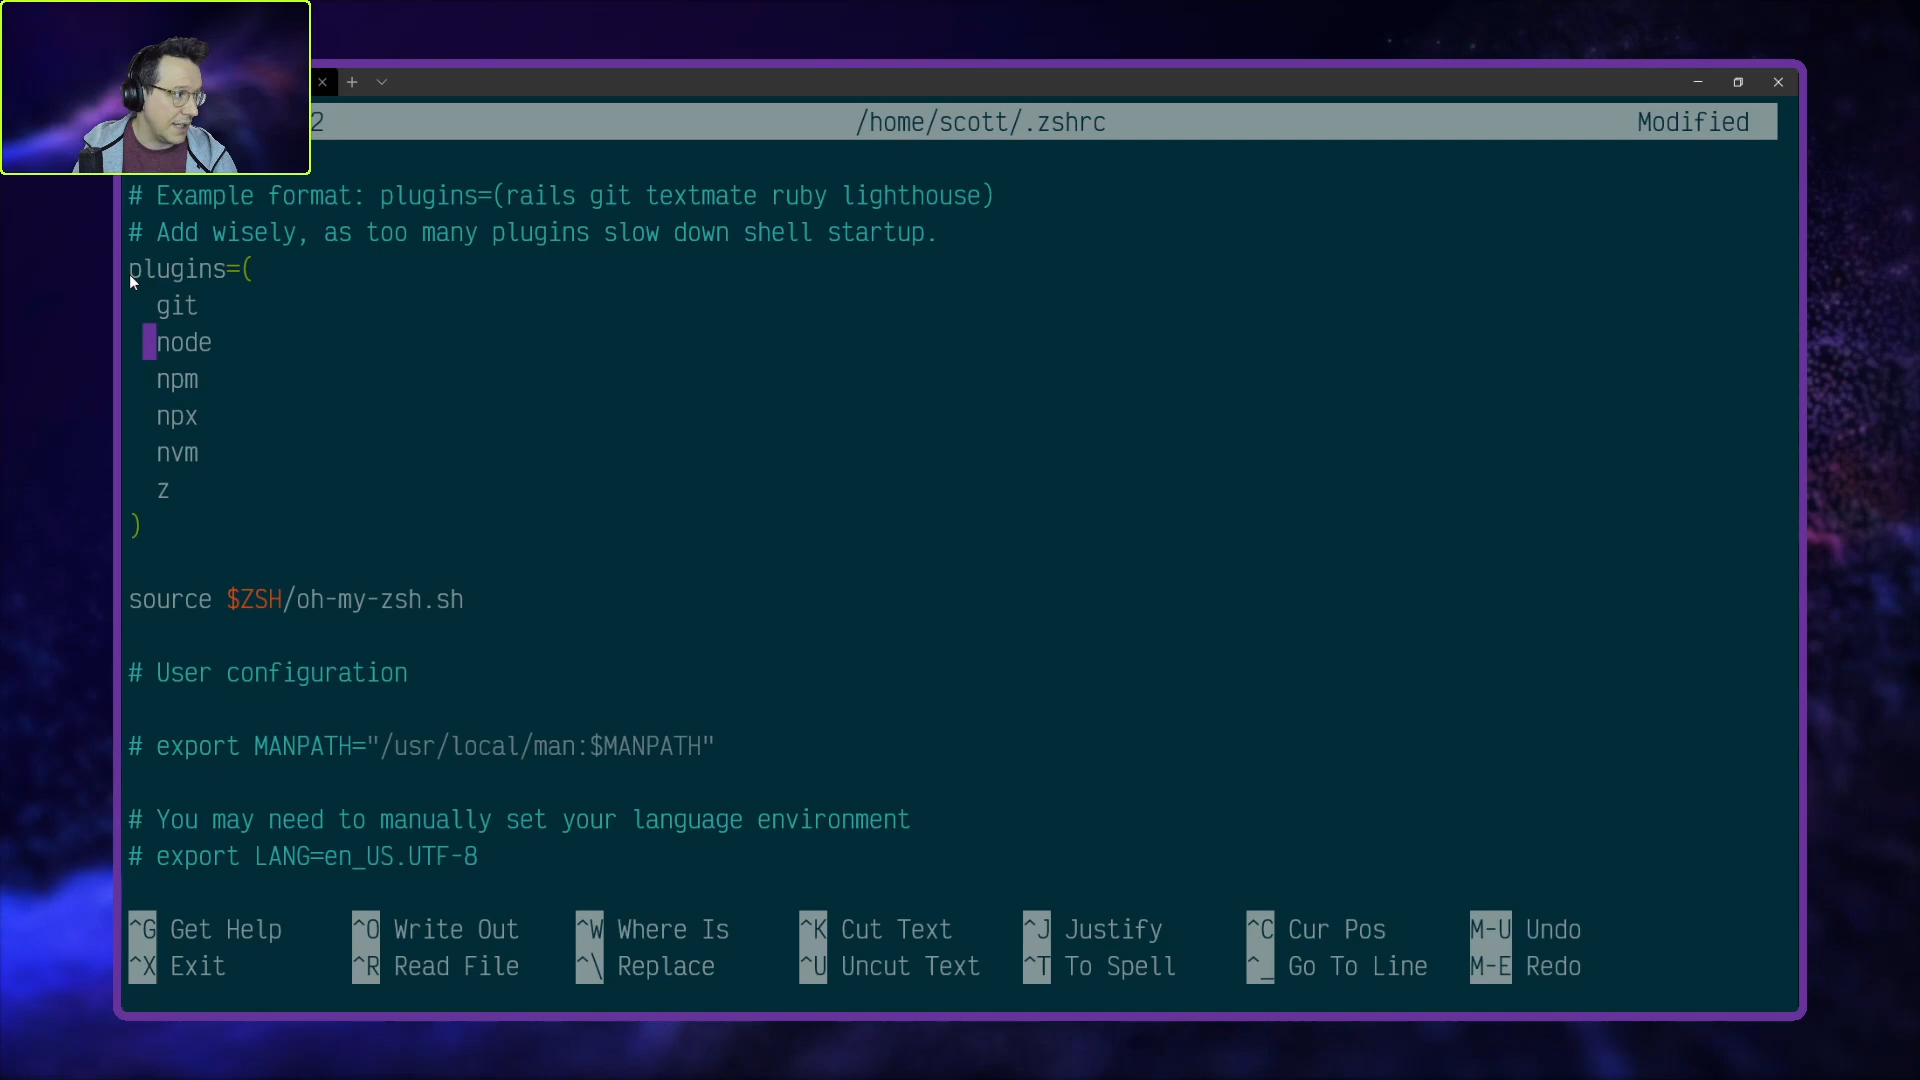 2 /home/scott/.zshrc Modified
# Example format: plugins=(rails git textmate ruby lighthouse)
# Add wisely, as too many plugins slow down shell startup.
plugins=(
git
node
npm
npx
nvm
z
)
source $ZSH/oh-my-zsh.sh
# User configuration
# export MANPATH="/usr/local/man:$MANPATH"
# You may need to manually set your language environment
# export LANG=en_US.UTF-8
^G Get Help ^O Write Out ^W Where Is ^K Cut Text ^J Justify ^C Cur Pos M-U Undo
^X Exit ^R Read File ^\ Replace ^U Uncut Text ^T To Spell ^_ Go To Line M-E Redo